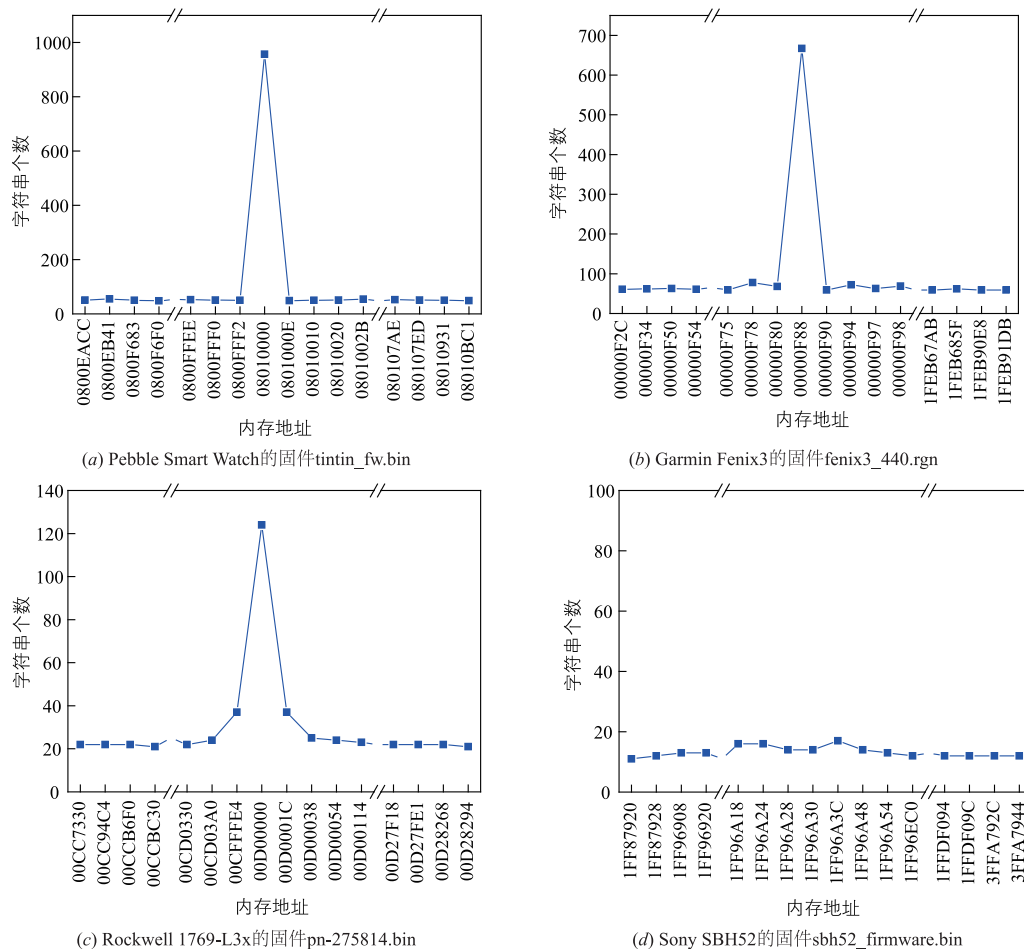 1000
800
600
400
200
0
字符串个数
0800EACC
0800EB41
0800F683
0800F6F0
0800FFEE
0800FFF0
0800FFF2
08010000
0801000E
08010010
08010020
0801002B
080107AE
080107ED
08010931
08010BC1
内存地址
(a) Pebble Smart Watch的固件tintin_fw.bin
700
600
500
400
300
200
100
0
字符串个数
00000F2C
00000F34
00000F50
00000F54
00000F75
00000F78
00000F80
00000F88
00000F90
00000F94
00000F97
00000F98
1FEB67AB
1FEB685F
1FEB90E8
1FEB91DB
内存地址
(b) Garmin Fenix3的固件fenix3_440.rgn
140
120
100
80
60
40
20
0
字符串个数
00CC7330
00CC94C4
00CCB6F0
00CCBC30
00CD0330
00CD03A0
00CFFFE4
00D00000
00D0001C
00D00038
00D00054
00D00114
00D27F18
00D27FE1
00D28268
00D28294
内存地址
(c) Rockwell 1769-L3x的固件pn-275814.bin
100
80
60
40
20
0
字符串个数
1FF87920
1FF87928
1FF96908
1FF96920
1FF96A18
1FF96A24
1FF96A28
1FF96A30
1FF96A3C
1FF96A48
1FF96A54
1FF96EC0
1FFDF094
1FFDF09C
3FFA792C
3FFA7944
内存地址
(d) Sony SBH52的固件sbh52_firmware.bin